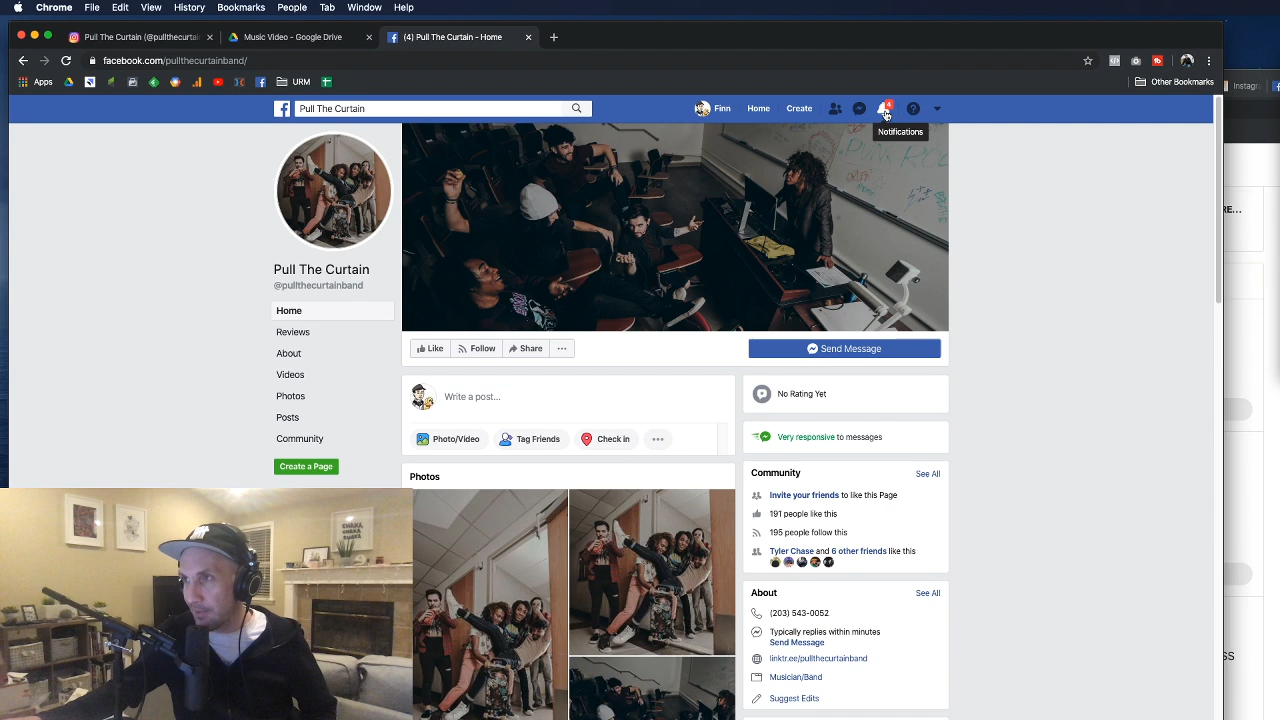 Chrome File Edit View History Bookmarks People Tab Window Help
Pull The Curtain (@pullthecurtai
Music Video - Google Drive
(4) Pull The Curtain - Home
facebook.com/pullthecurtainband/
Apps URM Other Bookmarks
Instagr
Pull The Curtain
Finn Home Create 4
Notifications
PUNK ROC
RE...
Pull The Curtain
@pullthecurtainband
Home
Reviews
About
Videos
Photos
Posts
Community
Create a Page
Like Follow Share ...
Send Message
Write a post...
Photo/Video Tag Friends Check in ...
Photos
No Rating Yet
Very responsive to messages
Community See All
Invite your friends to like this Page
191 people like this
195 people follow this
Tyler Chase and 6 other friends like this
About See All
(203) 543-0052
Typically replies within minutes
Send Message
linktr.ee/pullthecurtainband
Musician/Band
Suggest Edits
SS